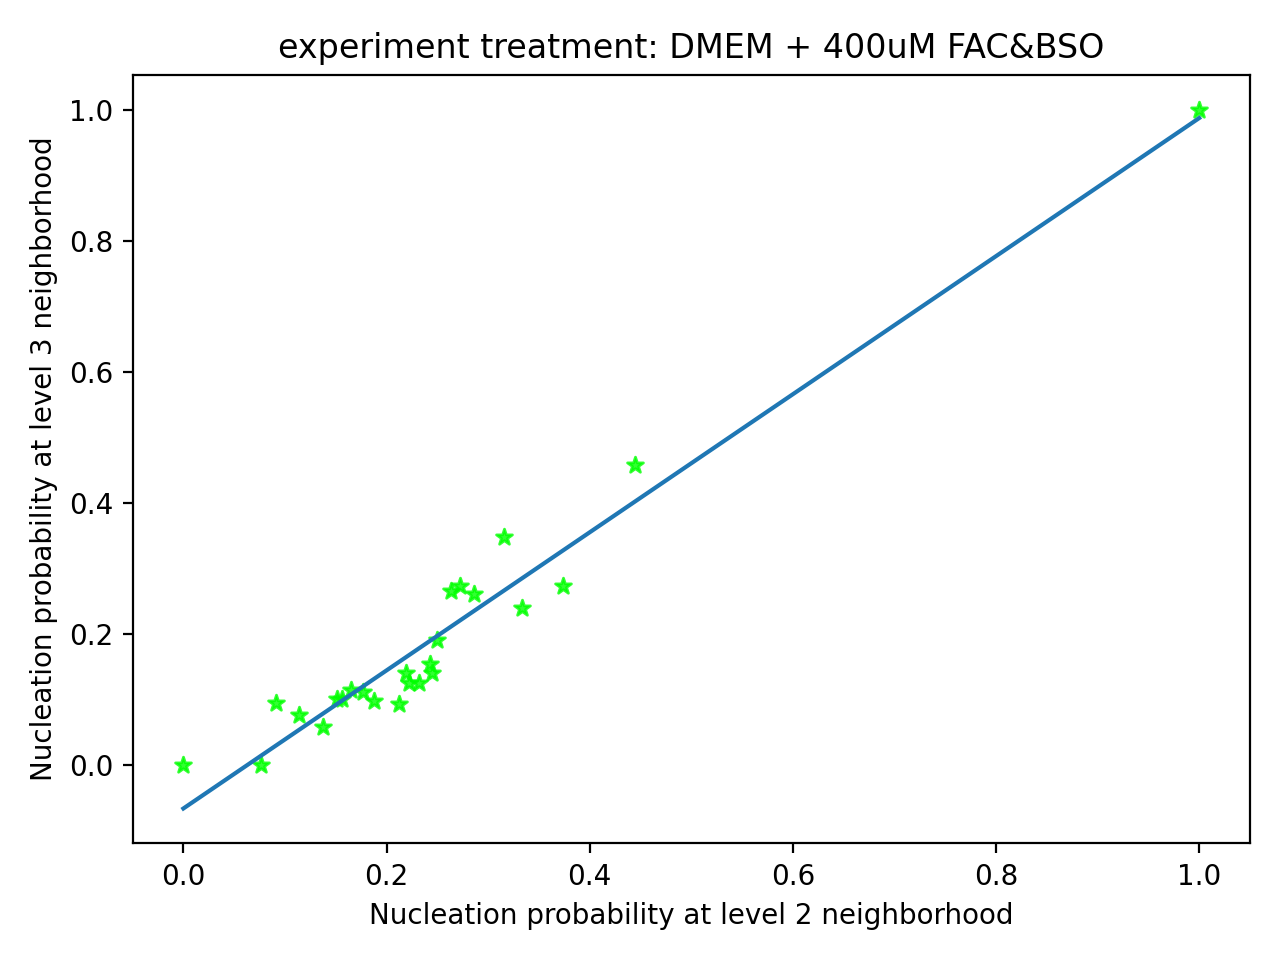 experiment treatment: DMEM + 400uM FAC&BSO
Nucleation probability at level 3 neighborhood
1.0
0.8
0.6
0.4
0.2
0.0
0.0 0.2 0.4 0.6 0.8 1.0
Nucleation probability at level 2 neighborhood